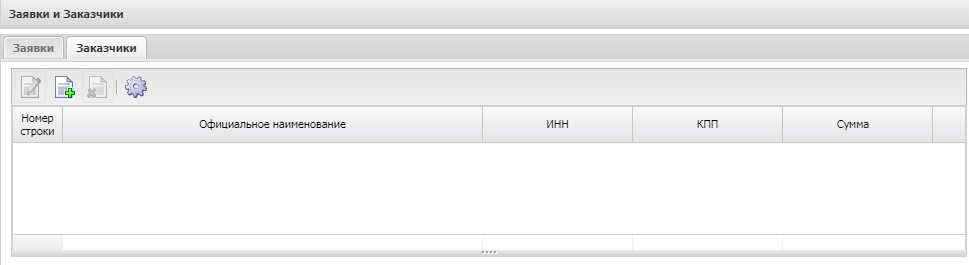 Заявки и Заказчики
Заявки
Заказчики
Номер
строки
Официальное наименование
ИНН
КПП
Сумма